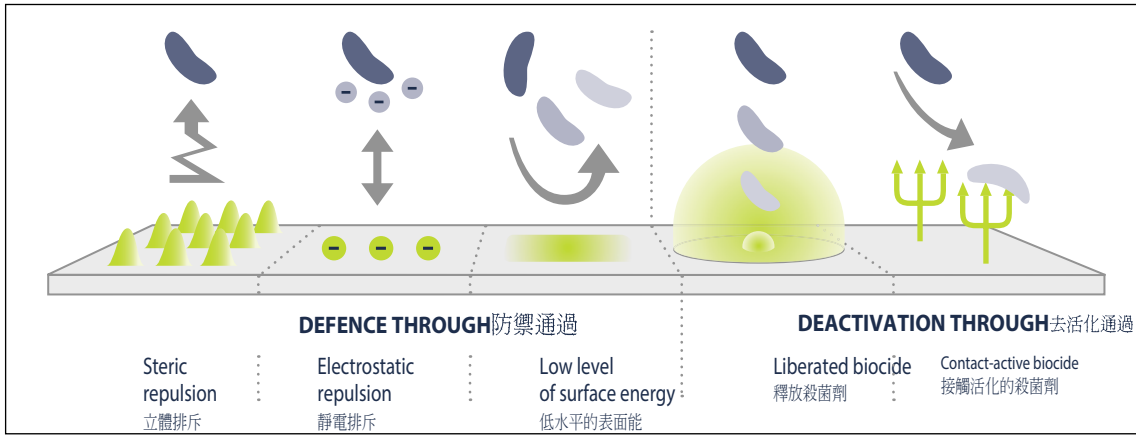 DEFENCE THROUGH防禦通過
DEACTIVATION THROUGH去活化通過
Steric
repulsion
立體排斥
Electrostatic
repulsion
靜電排斥
Low level
of surface energy
低水平的表面能
Liberated biocide
釋放殺菌劑
Contact-active biocide
接觸活化的殺菌劑